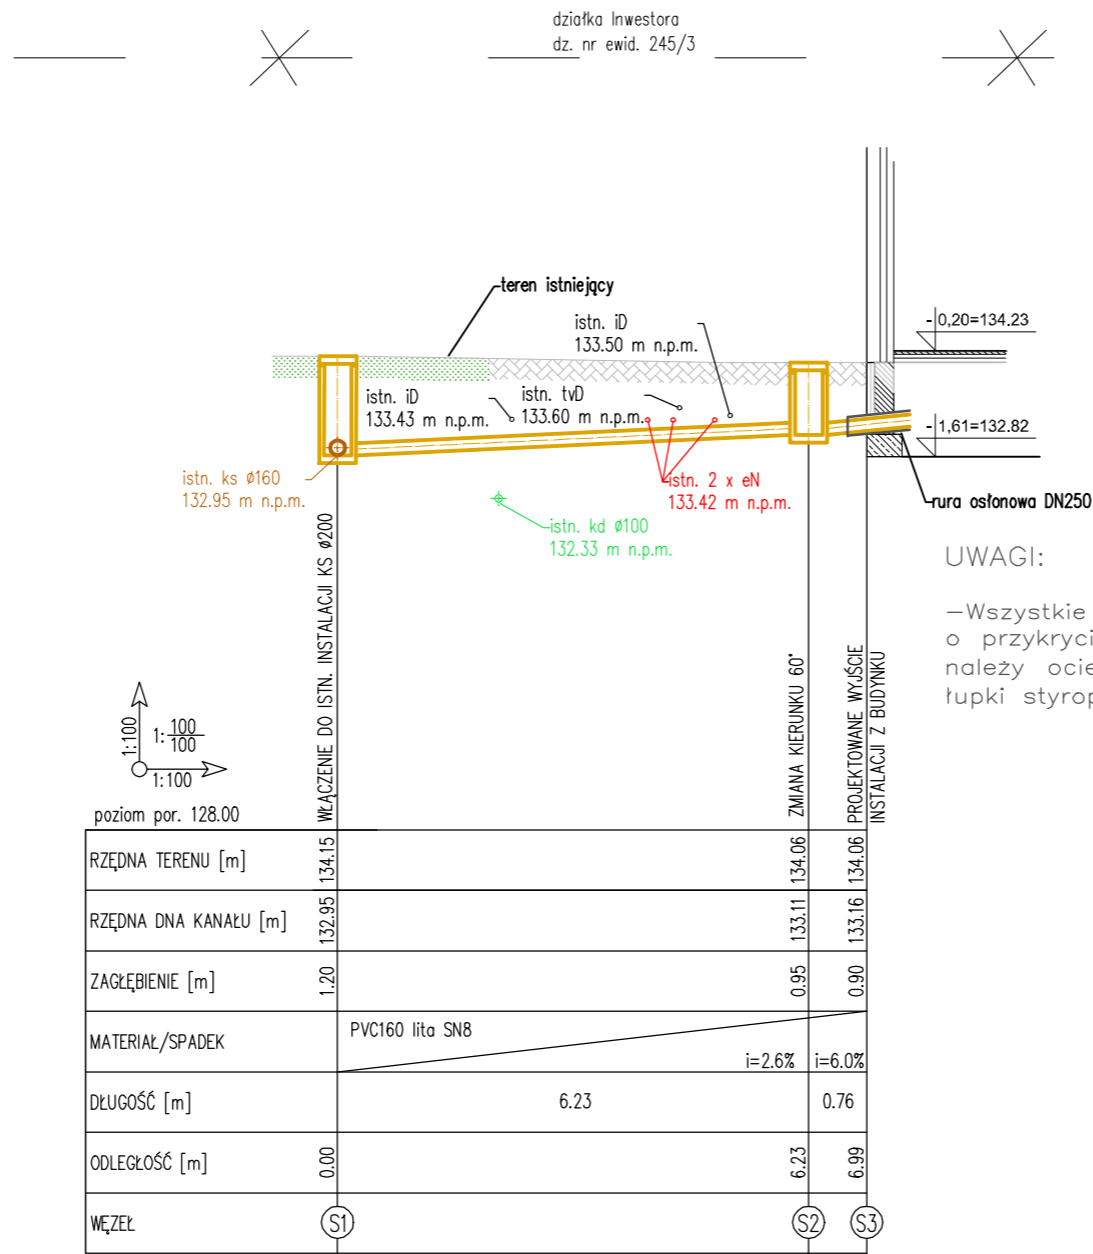 działka Inwestora
dz. nr ewid. 245/3
teren istniejący
istn. iD
133.50 m n.p.m.
-0,20=134.23
istn. iD
133.43 m n.p.m.
istn. tvD
133.60 m n.p.m.
-1,61=132.82
istn. ks ø160
132.95 m n.p.m.
istn. 2 x eN
133.42 m n.p.m.
rura osłonowa DN250
istn. kd ø100
132.33 m n.p.m.
UWAGI:
-Wszystkie
o przykryci
należy ocie
łupki styrop
WŁĄCZENIE DO ISTN. INSTALACJI KS ø200
ZMIANA KIERUNKU 60°
PROJEKTOWANE WYJŚCIE
INSTALACJI Z BUDYNKU
1:100
1:100/100
1:100
poziom por. 128.00
RZĘDNA TERENU [m] 134.15 134.06 134.06
RZĘDNA DNA KANAŁU [m] 132.95 133.11 133.16
ZAGŁĘBIENIE [m] 1.20 0.95 0.90
MATERIAŁ/SPADEK PVC160 lita SN8 i=2.6% i=6.0%
DŁUGOŚĆ [m] 6.23 0.76
ODLEGŁOŚĆ [m] 0.00 6.23 6.99
WĘZEŁ S1 S2 S3